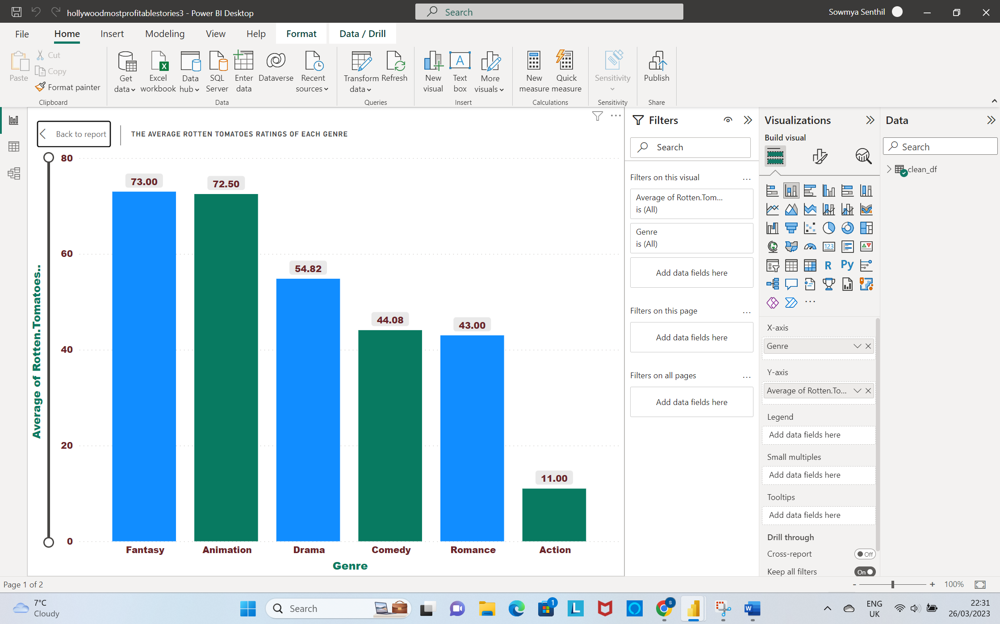 hollywoodmostprofitablestories3 - Power BI Desktop
Search
Sowmya Senthil
File
Home
Insert
Modeling
View
Help
Format
Data / Drill
Paste
Cut
Copy
Format painter
Clipboard
Get data
Excel workbook
Data hub
SQL Server
Enter data
Dataverse
Recent sources
Data
Transform data
Refresh
Queries
New visual
Text box
More visuals
Insert
New measure
Quick measure
Calculations
Sensitivity
Sensitivity
Publish
Share
Back to report
THE AVERAGE ROTTEN TOMATOES RATINGS OF EACH GENRE
Average of Rotten.Tomatoes..
80
60
40
20
0
73.00
72.50
54.82
44.08
43.00
11.00
Fantasy
Animation
Drama
Comedy
Romance
Action
Genre
Filters
Search
Filters on this visual
...
Average of Rotten.Tom...
is (All)
Genre
is (All)
Add data fields here
Filters on this page
...
Add data fields here
Filters on all pages
...
Add data fields here
Visualizations
Build visual
123
R
Py
...
X-axis
Genre
Y-axis
Average of Rotten.To...
Legend
Add data fields here
Small multiples
Add data fields here
Tooltips
Add data fields here
Drill through
Cross-report
Off
Keep all filters
On
Data
Search
clean_df
Page 1 of 2
- + 100%
7°C
Cloudy
Search
1
L
S
W
ENG
UK
22:31
26/03/2023